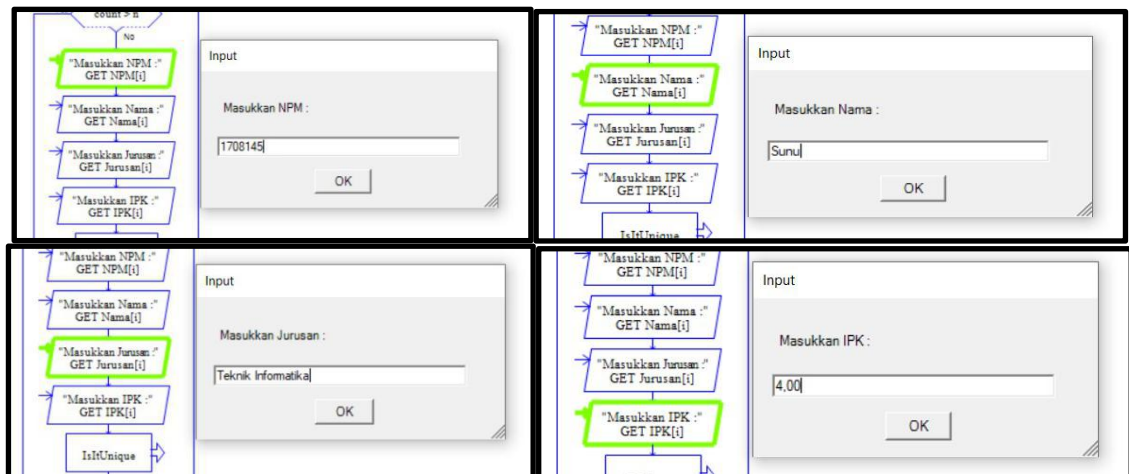 count > n
No
"Masukkan NPM :"
GET NPM[i]
"Masukkan Nama :"
GET Nama[i]
"Masukkan Jurusan :"
GET Jurusan[i]
"Masukkan IPK :"
GET IPK[i]
Input
Masukkan NPM :
1708145
OK
"Masukkan NPM :"
GET NPM[i]
"Masukkan Nama :"
GET Nama[i]
"Masukkan Jurusan :"
GET Jurusan[i]
"Masukkan IPK :"
GET IPK[i]
IsItUnique
Input
Masukkan Nama :
Sunu
OK
"Masukkan NPM :"
GET NPM[i]
"Masukkan Nama :"
GET Nama[i]
"Masukkan Jurusan :"
GET Jurusan[i]
"Masukkan IPK :"
GET IPK[i]
IsItUnique
Input
Masukkan Jurusan :
Teknik Informatika
OK
"Masukkan NPM :"
GET NPM[i]
"Masukkan Nama :"
GET Nama[i]
"Masukkan Jurusan :"
GET Jurusan[i]
"Masukkan IPK :"
GET IPK[i]
Input
Masukkan IPK :
4,00
OK